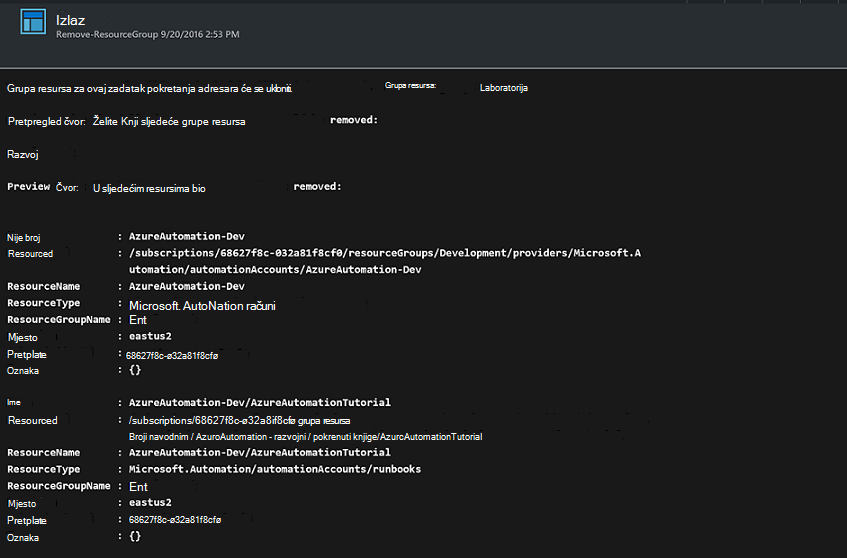 Izlaz
Remove-ResourceGroup 9/20/2016 2:53 PM
Grupa resursa za ovaj zadatak pokretanja adresara će se ukloniti. Grupa resursa: Laboratorija
Pretpregled čvor: Želite Knji sljedeće grupe resursa removed:
Razvoj
Preview Čvor: U sljedećim resursima bio removed:
Nije broj : AzureAutomation-Dev
Resourced : /subscriptions/68627f8c-032a81f8cf0/resourceGroups/Development/providers/Microsoft.A
utomation/automationAccounts/AzureAutomation-Dev
ResourceName : AzureAutomation-Dev
ResourceType : Microsoft. AutoNation računi
ResourceGroupName : Ent
Mjesto : eastus2
Pretplate : 68627f8c-ø32a81f8cfø
Oznaka : {}
Ime : AzureAutomation-Dev/AzureAutomationTutorial
Resourced : /subscriptions/68627f8c-ø32a8if8cfø grupa resursa
Broji navodnim / AzuroAutomation - razvojni / pokrenuti knjige/AzurcAutomationTutorial
ResourceName : AzureAutomation-Dev/AzureAutomationTutorial
ResourceType : Microsoft.Automation/automationAccounts/runbooks
ResourceGroupName : Ent
Mjesto : eastus2
Pretplate : 68627f8c-ø32a81f8cfø
Oznaka : {}